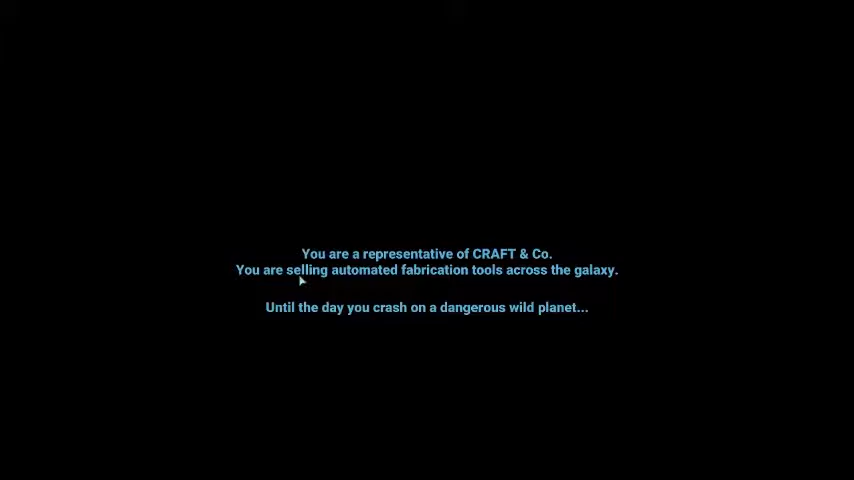 You are a representative of CRAFT & Co.
You are selling automated fabrication tools across the galaxy.
Until the day you crash on a dangerous wild planet...